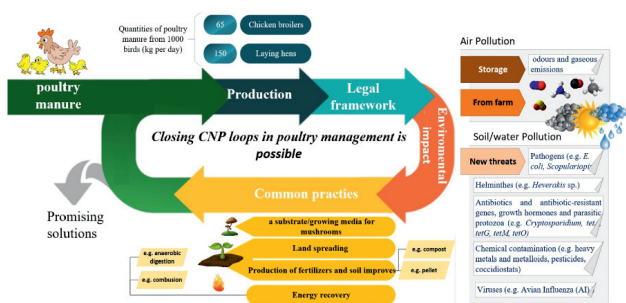 Quantities of poultry
manure from 1000
birds (kg per day)
65
Chicken broilers
150
Laying hens
poultry
manure
Production
Legal
framework
Enviromental
impact
Closing CNP loops in poultry management is
possible
Common practies
Promising
solutions
a substrate/growing media for
mushrooms
Land spreading
Production of fertilizers and soil improves
Energy recovery
e.g. anaerobic
digestion
e.g. combusion
e.g. compost
e.g. pellet
Air Pollution
Storage
odours and gaseous
emissions
From farm
Soil/water Pollution
New threats
Pathogens (e.g. E.
coli, Scopulariopsi
Helminthes (e.g. Heverakis sp.)
Antibiotics and antibiotic-resistant
genes, growth hormones and parasitic
protozoa (e.g. Cryptosporidium, tet
tetG, tetM, tetO)
Chemical contamination (e.g. heavy
metals and metalloids, pesticides,
coccidiostats)
Viruses (e.g. Avian Influenza (AI)